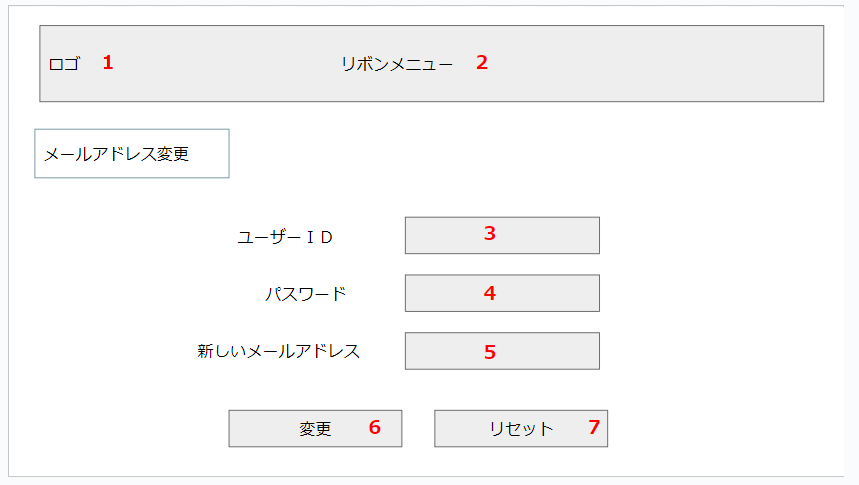 ロゴ 1 リボンメニュー 2
メールアドレス変更
ユーザーＩＤ 3
パスワード 4
新しいメールアドレス 5
変更 6 リセット 7